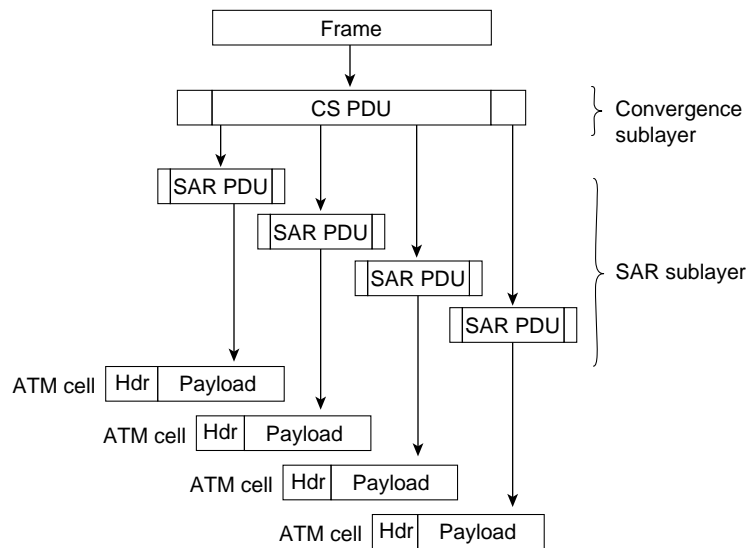 Frame
CS PDU
Convergence
sublayer
SAR PDU
SAR PDU
SAR PDU
SAR sublayer
SAR PDU
ATM cell Hdr Payload
ATM cell Hdr Payload
ATM cell Hdr Payload
ATM cell Hdr Payload